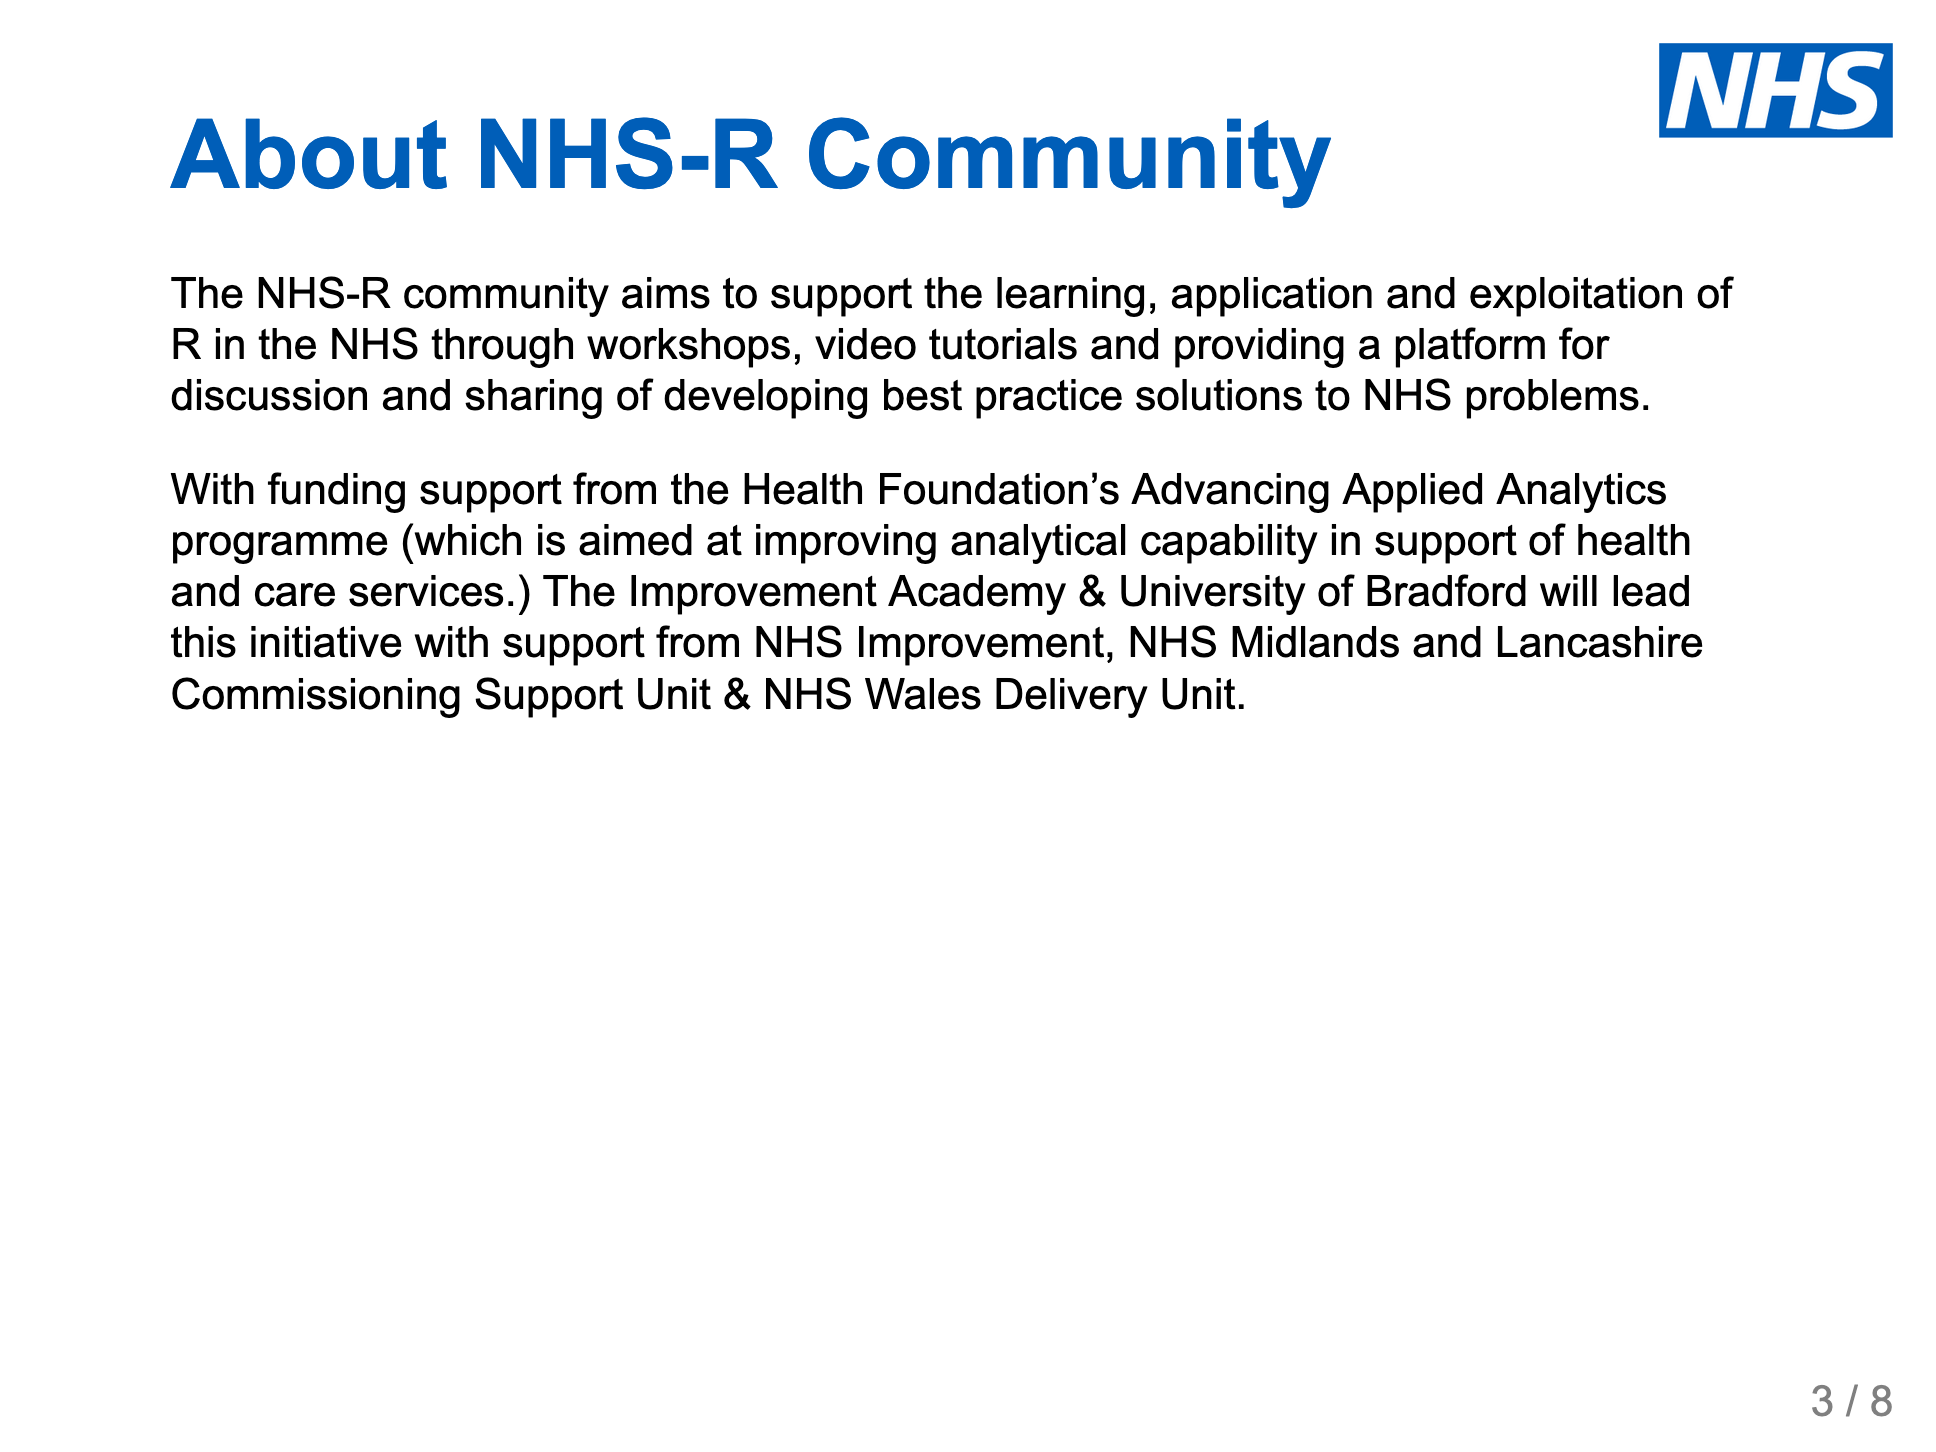 NHS
About NHS-R Community
The NHS-R community aims to support the learning, application and exploitation of
R in the NHS through workshops, video tutorials and providing a platform for
discussion and sharing of developing best practice solutions to NHS problems.
With funding support from the Health Foundation’s Advancing Applied Analytics
programme (which is aimed at improving analytical capability in support of health
and care services.) The Improvement Academy & University of Bradford will lead
this initiative with support from NHS Improvement, NHS Midlands and Lancashire
Commissioning Support Unit & NHS Wales Delivery Unit.
3 / 8